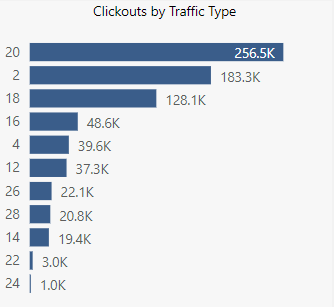 Clickouts by Traffic Type
20 256.5K
2 183.3K
18 128.1K
16 48.6K
4 39.6K
12 37.3K
26 22.1K
28 20.8K
14 19.4K
22 3.0K
24 1.0K